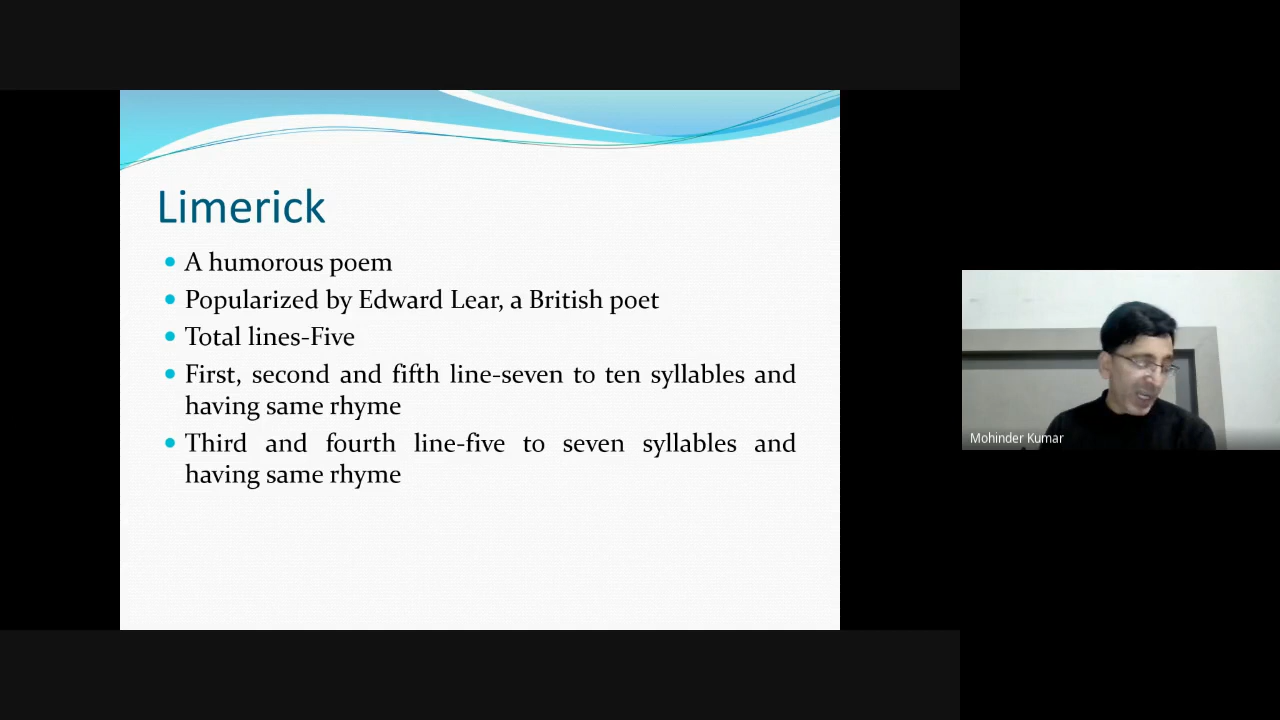 Limerick
A humorous poem
Popularized by Edward Lear, a British poet
Total lines-Five
First, second and fifth line-seven to ten syllables and
having same rhyme
Third and fourth line-five to seven syllables and
having same rhyme
Mohinder Kumar